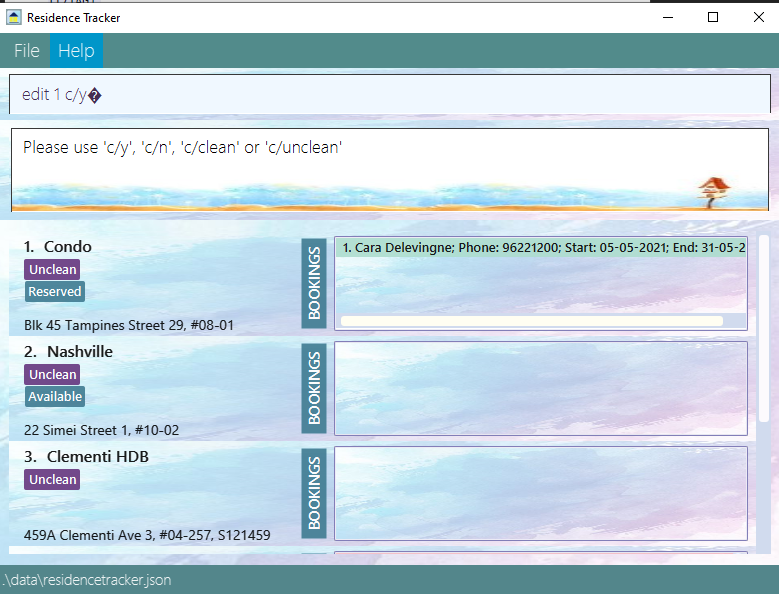 Residence Tracker
File Help
edit 1 c/y�
Please use 'c/y', 'c/n', 'c/clean' or 'c/unclean'
1. Condo
Unclean
Reserved
Blk 45 Tampines Street 29, #08-01
BOOKINGS
1. Cara Delevingne; Phone: 96221200; Start: 05-05-2021; End: 31-05-2
2. Nashville
Unclean
Available
22 Simei Street 1, #10-02
BOOKINGS
3. Clementi HDB
Unclean
459A Clementi Ave 3, #04-257, S121459
BOOKINGS
.\data\residencetracker.json